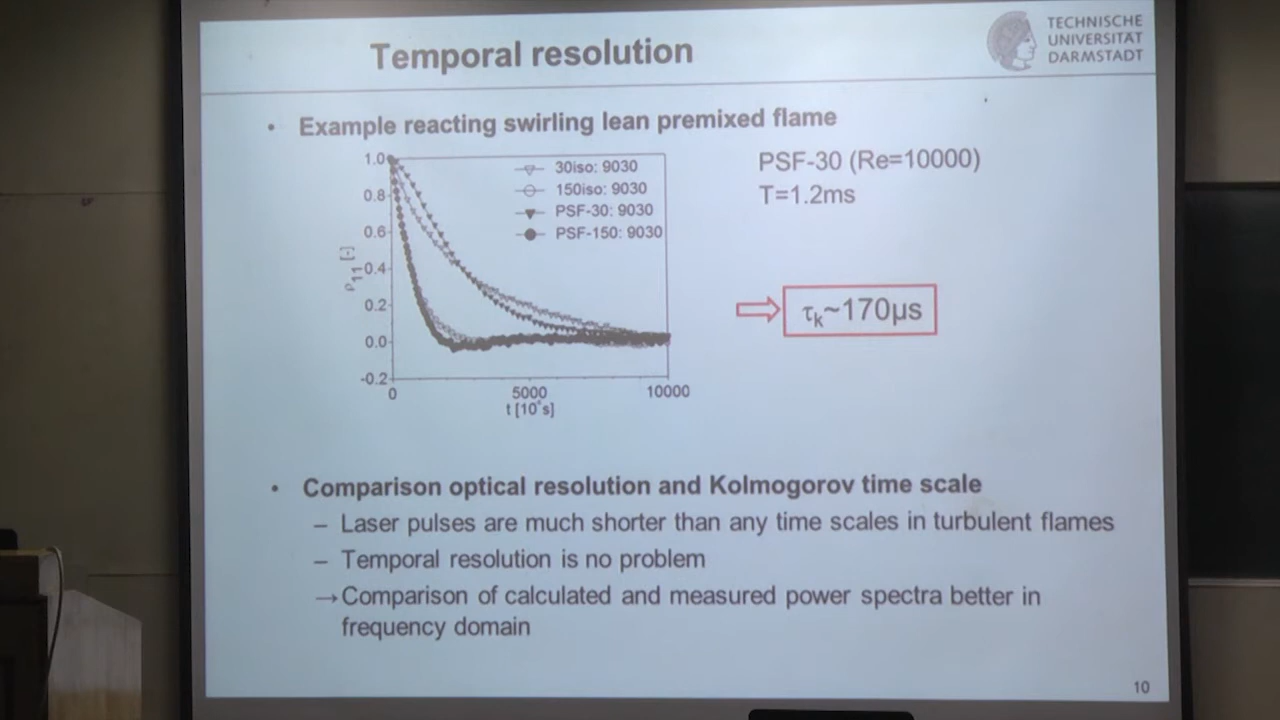 Temporal resolution
TECHNISCHE
UNIVERSITÄT
DARMSTADT
• Example reacting swirling lean premixed flame
1.0
0.8
0.6
0.4
0.2
0.0
-0.2
ρ11 [-]
30iso: 9030
150iso: 9030
PSF-30: 9030
PSF-150: 9030
0
5000
10000
PSF-30 (Re=10000)
T=1.2ms
τk~170µs
• Comparison optical resolution and Kolmogorov time scale
– Laser pulses are much shorter than any time scales in turbulent flames
– Temporal resolution is no problem
→Comparison of calculated and measured power spectra better in
frequency domain
10